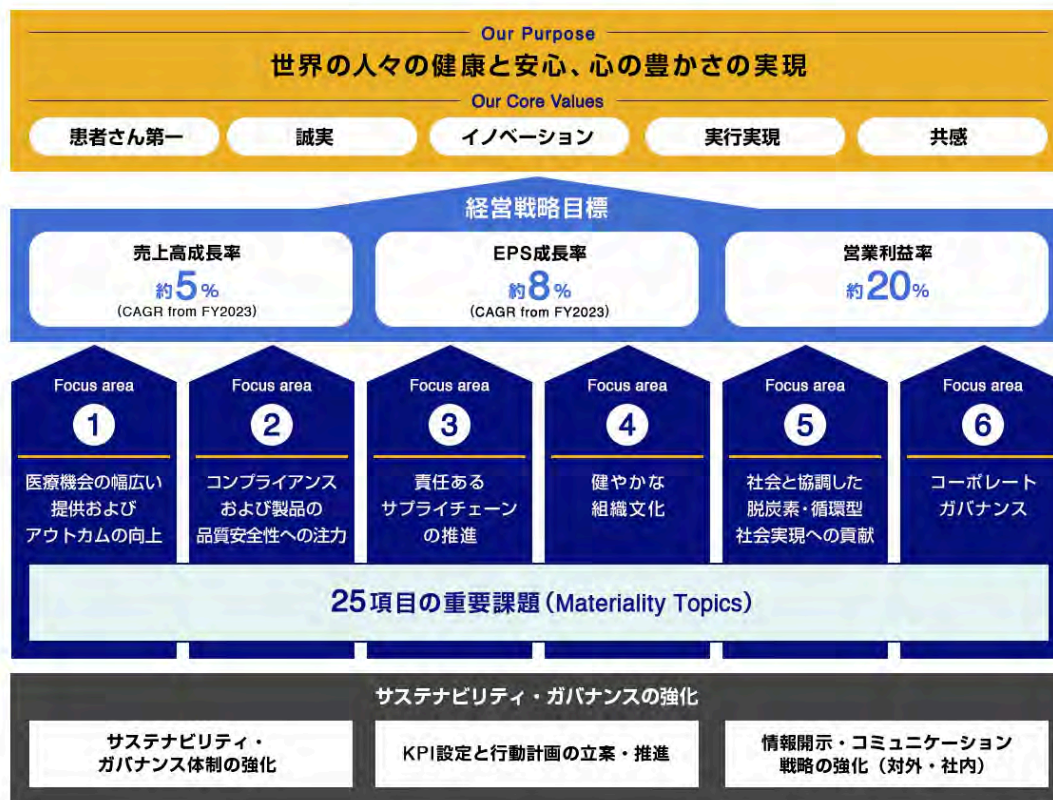 Our Purpose
世界の人々の健康と安心、心の豊かさの実現
Our Core Values
患者さん第一
誠実
イノベーション
実行実現
共感
経営戦略目標
売上高成長率
約5%
(CAGR from FY2023)
EPS成長率
約8%
(CAGR from FY2023)
営業利益率
約20%
Focus area
1
医療機会の幅広い
提供および
アウトカムの向上
Focus area
2
コンプライアンス
および製品の
品質安全性への注力
Focus area
3
責任ある
サプライチェーン
の推進
Focus area
4
健やかな
組織文化
Focus area
5
社会と協調した
脱炭素・循環型
社会実現への貢献
Focus area
6
コーポレート
ガバナンス
25項目の重要課題(Materiality Topics)
サステナビリティ・ガバナンスの強化
サステナビリティ・
ガバナンス体制の強化
KPI設定と行動計画の立案・推進
情報開示・コミュニケーション
戦略の強化(対外・社内)